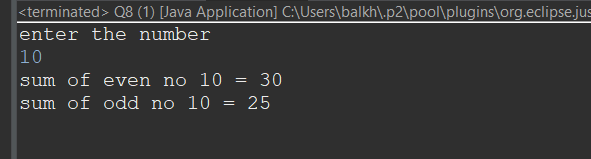 <terminated> Q8 (1) [Java Application] C:\Users\balkh\.p2\pool\plugins\org.eclipse.jus
enter the number
10
sum of even no 10 = 30
sum of odd no 10 = 25